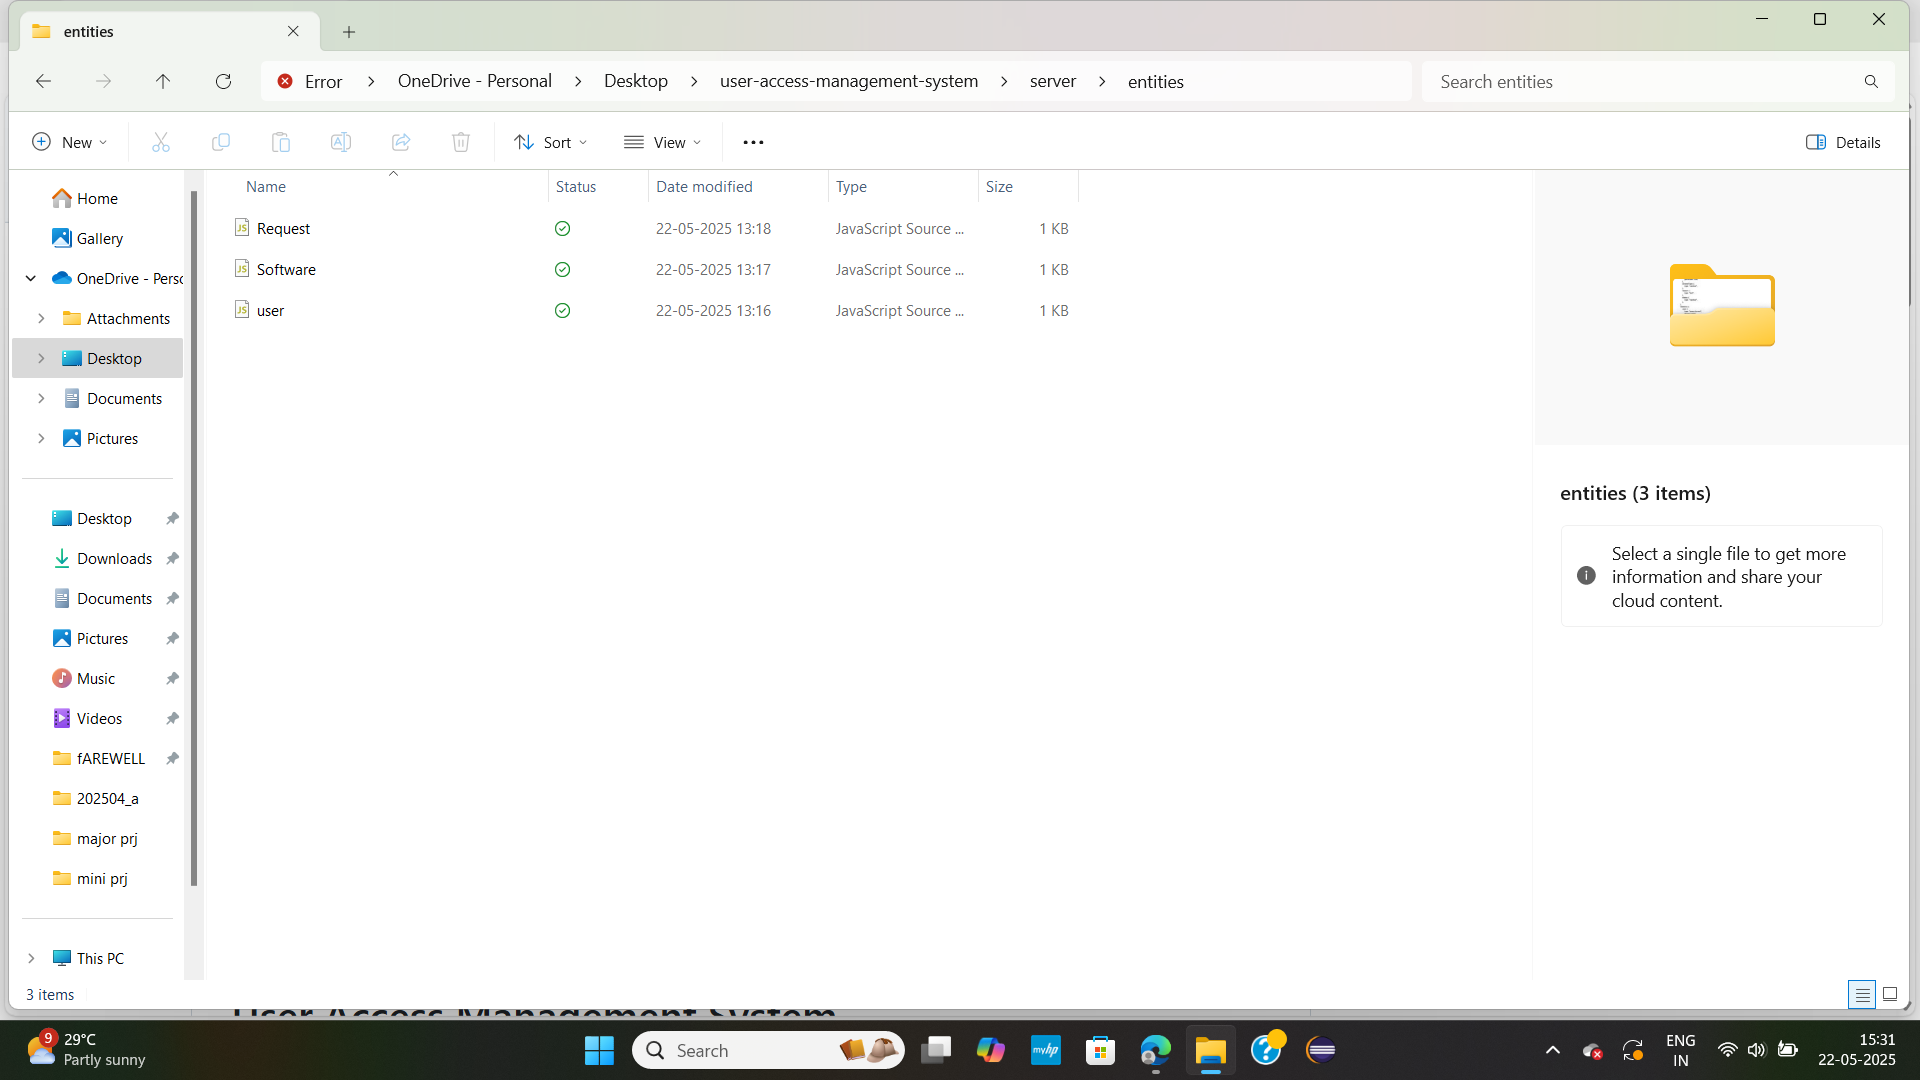 entities
Error > OneDrive - Personal > Desktop > user-access-management-system > server > entities
Search entities
New
Sort
View
Details
Name Status Date modified Type Size
Request 22-05-2025 13:18 JavaScript Source ... 1 KB
Software 22-05-2025 13:17 JavaScript Source ... 1 KB
user 22-05-2025 13:16 JavaScript Source ... 1 KB
Home
Gallery
OneDrive - Perso
Attachments
Desktop
Documents
Pictures
Desktop
Downloads
Documents
Pictures
Music
Videos
fAREWELL
202504_a
major prj
mini prj
This PC
entities (3 items)
Select a single file to get more
information and share your
cloud content.
3 items
User Access Management System
9
29°C
Partly sunny
Search
myhp
ENG
IN
15:31
22-05-2025